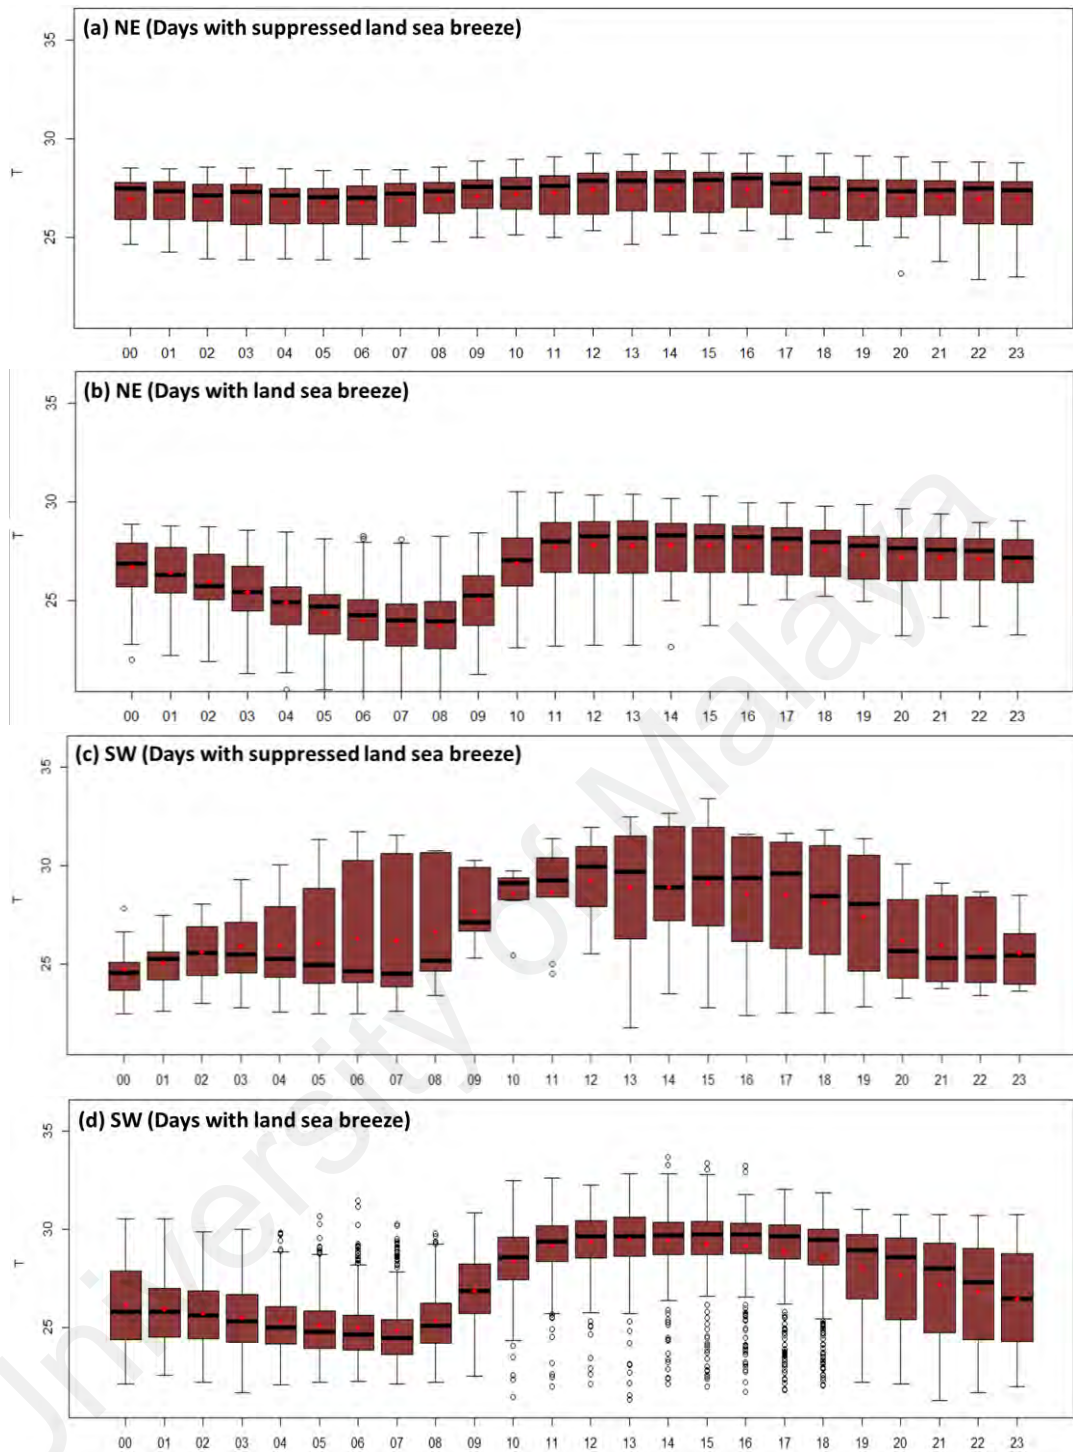 (a) NE (Days with suppressed land sea breeze)
35
30
25
T
00 01 02 03 04 05 06 07 08 09 10 11 12 13 14 15 16 17 18 19 20 21 22 23
(b) NE (Days with land sea breeze)
35
30
25
T
00 01 02 03 04 05 06 07 08 09 10 11 12 13 14 15 16 17 18 19 20 21 22 23
(c) SW (Days with suppressed land sea breeze)
35
30
25
T
00 01 02 03 04 05 06 07 08 09 10 11 12 13 14 15 16 17 18 19 20 21 22 23
(d) SW (Days with land sea breeze)
35
30
25
T
00 01 02 03 04 05 06 07 08 09 10 11 12 13 14 15 16 17 18 19 20 21 22 23
University of Malaya